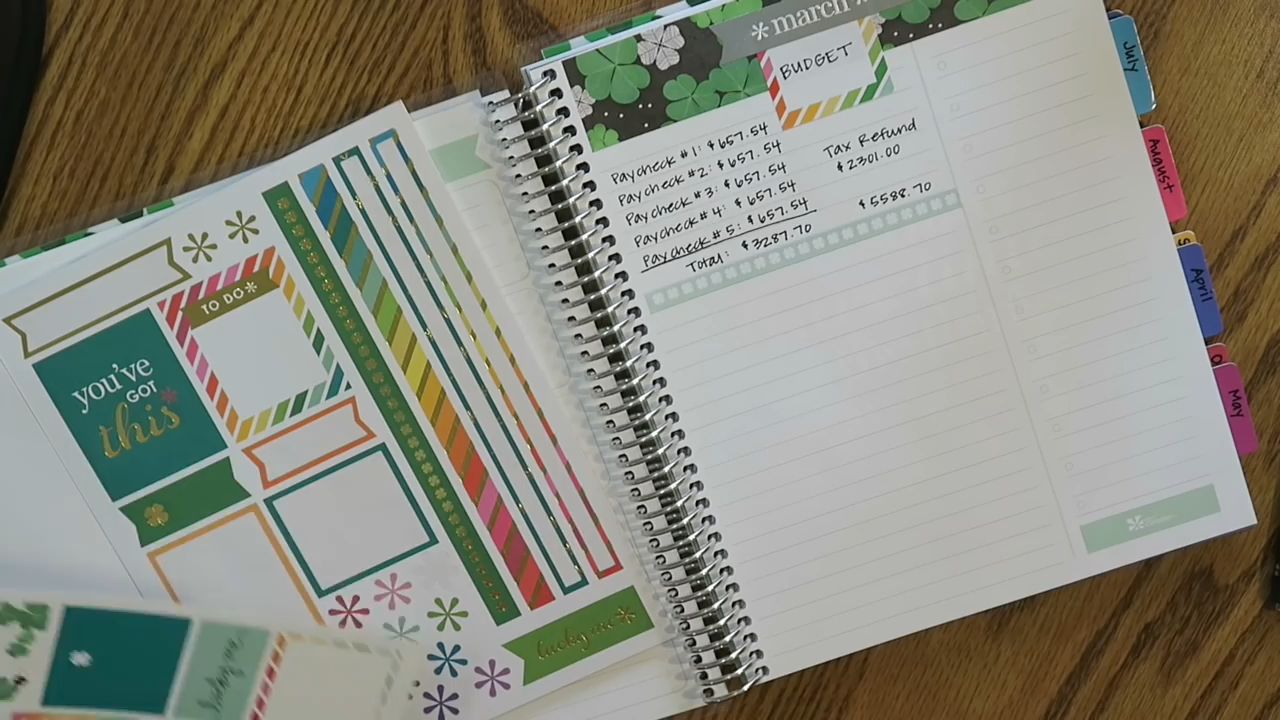 *march*
BUDGET
Paycheck #1: $657.54
Paycheck #2: $657.54
Paycheck #3: $657.54
Paycheck #4: $657.54
Paycheck #5: $657.54
Total: $3287.70
Tax Refund
$2301.00
$5588.70
July
August
S
April
O
May
TO DO*
you've
GOT
this*
lucky me*